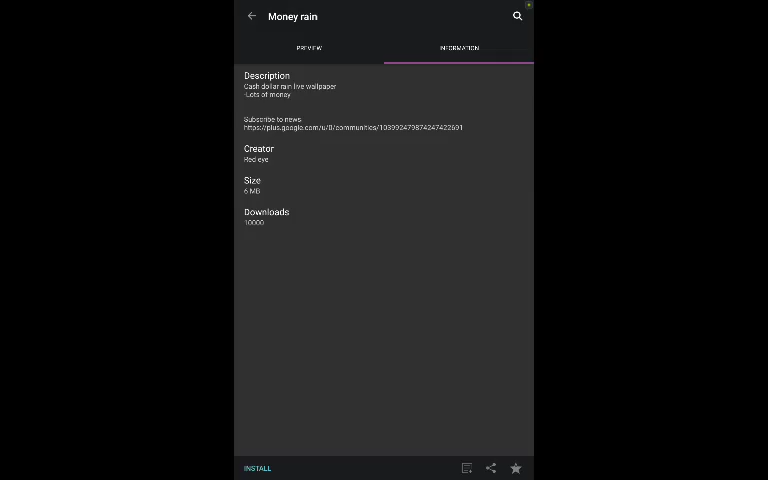 Money rain
PREVIEW
INFORMATION
Description
Cash dollar rain live wallpaper
-Lots of money
Subscribe to news
https://plus.google.com/u/0/communities/103992479874247422691
Creator
Red eye
Size
6 MB
Downloads
10000
INSTALL